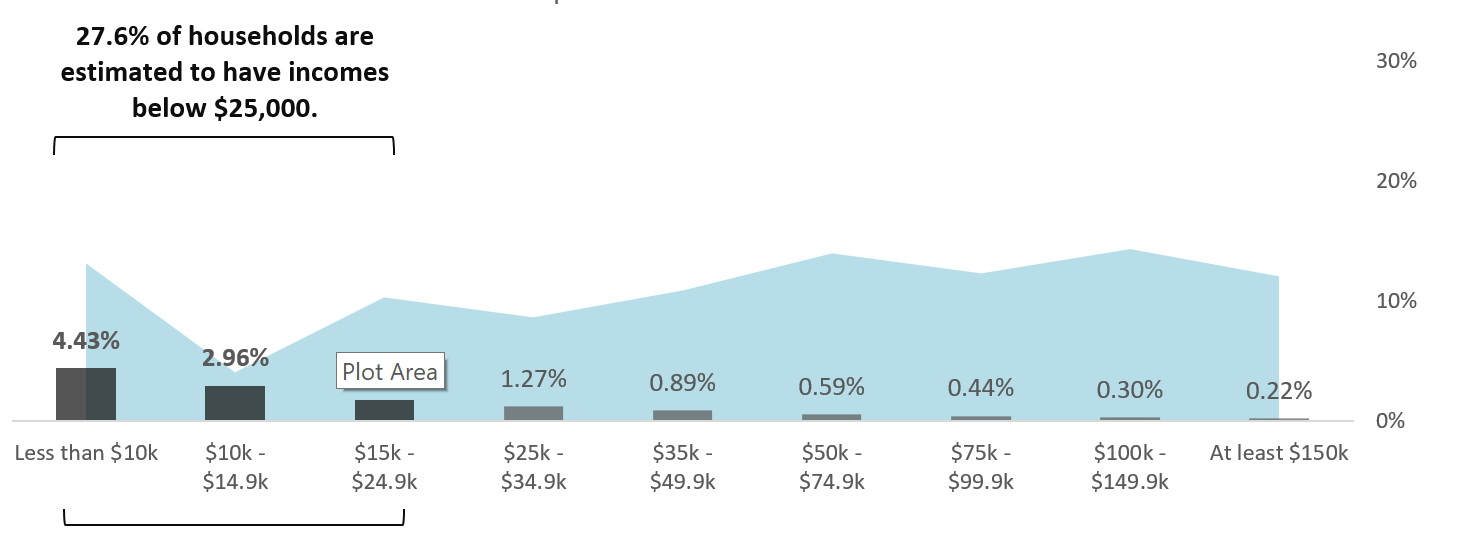 27.6% of households are
estimated to have incomes
below $25,000.
30%
20%
10%
0%
4.43%
2.96%
Plot Area
1.27%
0.89%
0.59%
0.44%
0.30%
0.22%
Less than $10k
$10k -
$14.9k
$15k -
$24.9k
$25k -
$34.9k
$35k -
$49.9k
$50k -
$74.9k
$75k -
$99.9k
$100k -
$149.9k
At least $150k